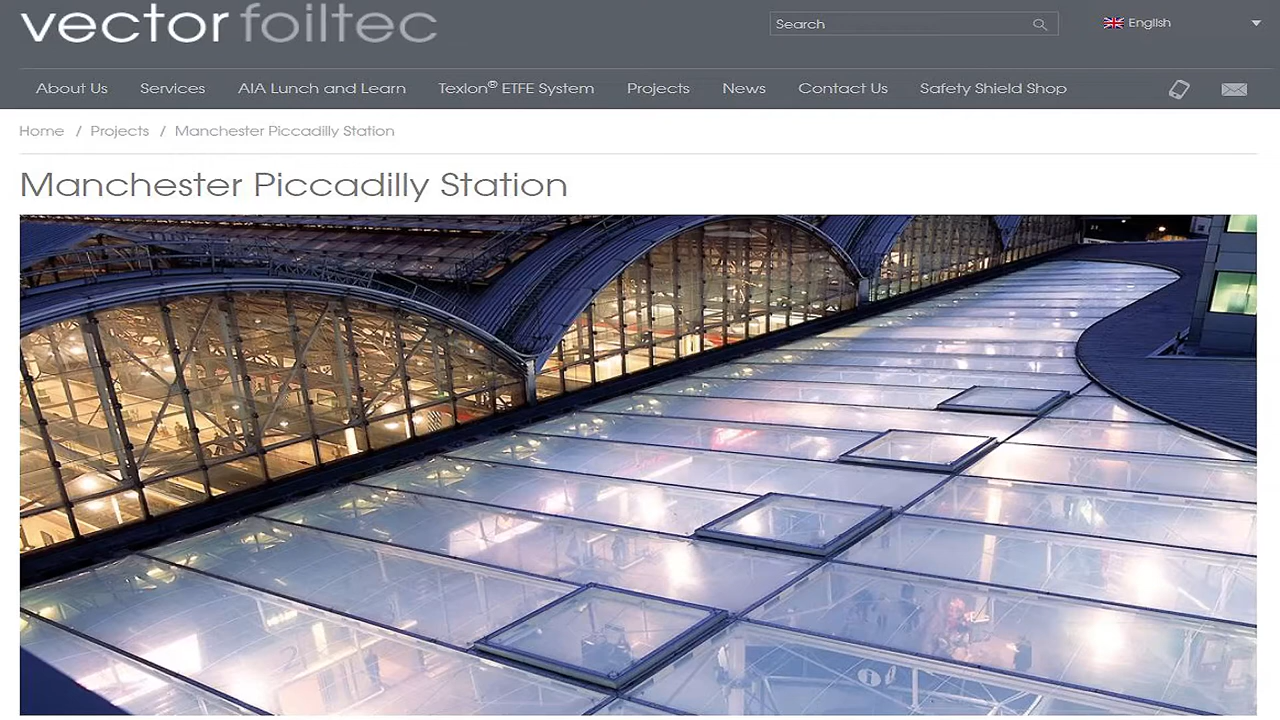 vector foiltec
Search
English
About Us Services AIA Lunch and Learn Texlon® ETFE System Projects News Contact Us Safety Shield Shop
Home / Projects / Manchester Piccadilly Station
Manchester Piccadilly Station